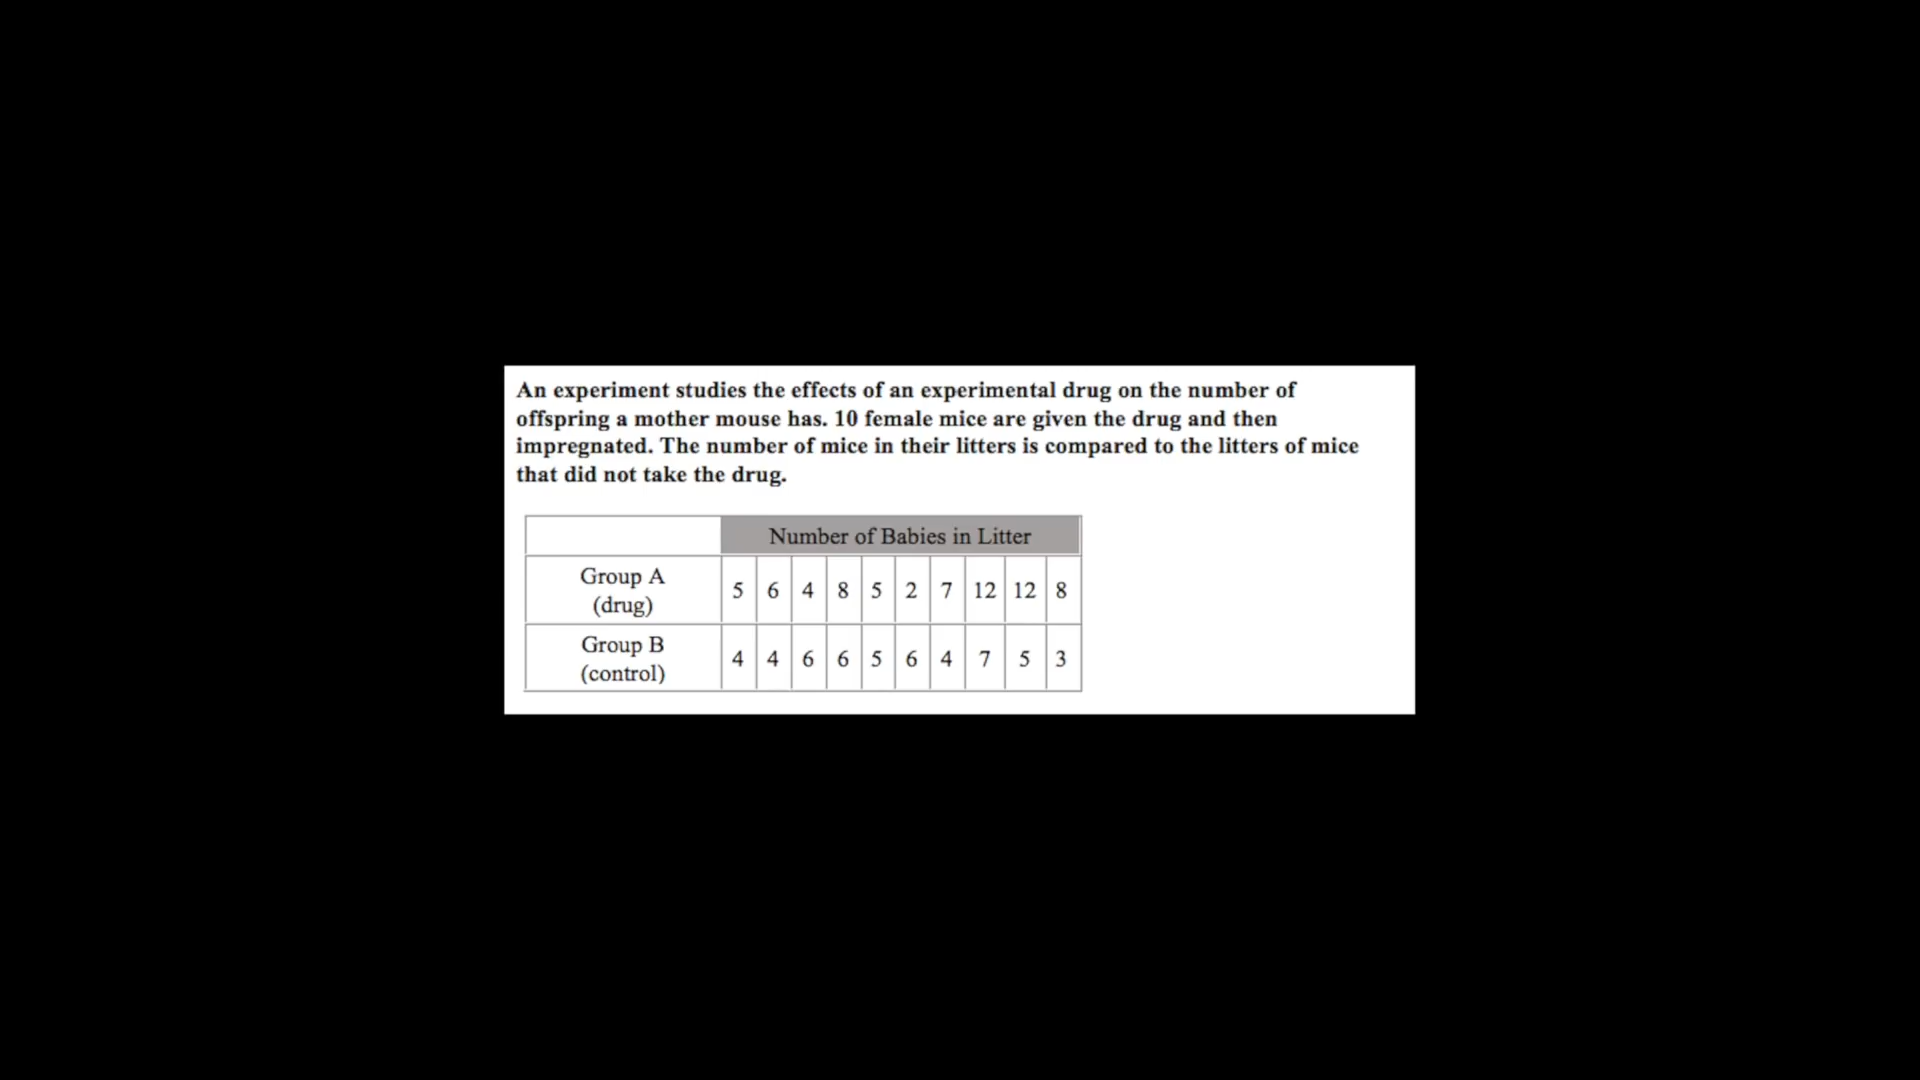 An experiment studies the effects of an experimental drug on the number of
offspring a mother mouse has. 10 female mice are given the drug and then
impregnated. The number of mice in their litters is compared to the litters of mice
that did not take the drug.
Number of Babies in Litter
Group A
(drug)
5 6 4 8 5 2 7 12 12 8
Group B
(control)
4 4 6 6 5 6 4 7 5 3